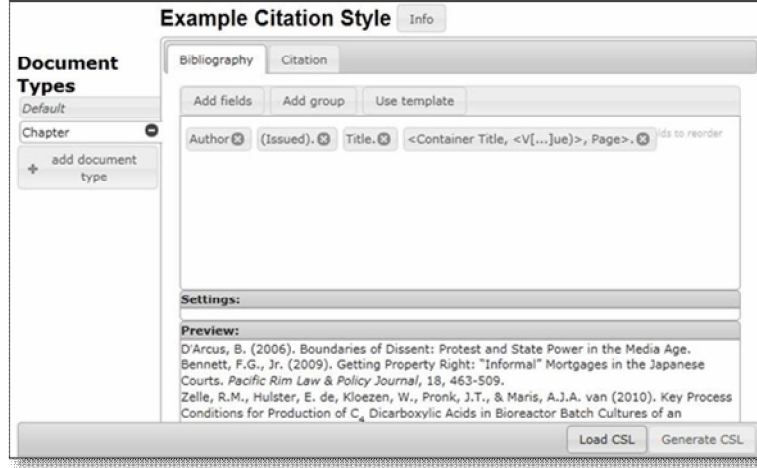 Example Citation Style Info
Document
Types
Default
Chapter
add document
type
Bibliography Citation
Add fields Add group Use template
Author (Issued). Title. <Container Title, <V[...]ue)>, Page>. lds to reorder
Settings:
Preview:
D'Arcus, B. (2006). Boundaries of Dissent: Protest and State Power in the Media Age.
Bennett, F.G., Jr. (2009). Getting Property Right: "Informal" Mortgages in the Japanese
Courts. Pacific Rim Law & Policy Journal, 18, 463-509.
Zelle, R.M., Hulster, E. de, Kloezen, W., Pronk, J.T., & Maris, A.J.A. van (2010). Key Process
Conditions for Production of C4 Dicarboxylic Acids in Bioreactor Batch Cultures of an
Load CSL Generate CSL